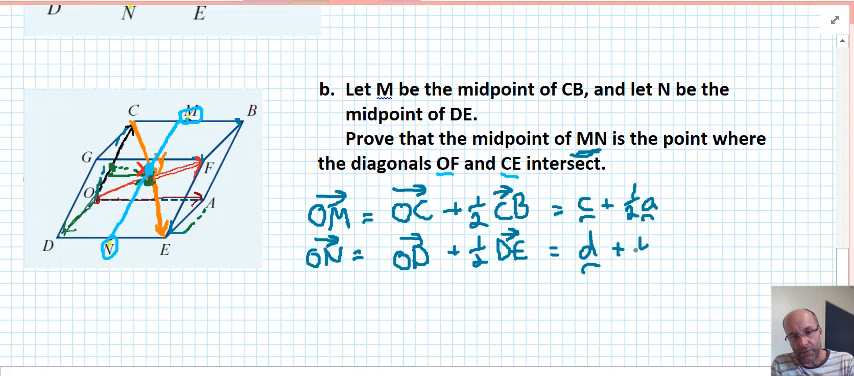 D N E
C M B
G F
O A
D N E
b. Let M be the midpoint of CB, and let N be the
midpoint of DE.
Prove that the midpoint of MN is the point where
the diagonals OF and CE intersect.
OM = OC + 1/2 CB = c + 1/2 a
ON = OD + 1/2 DE = d +